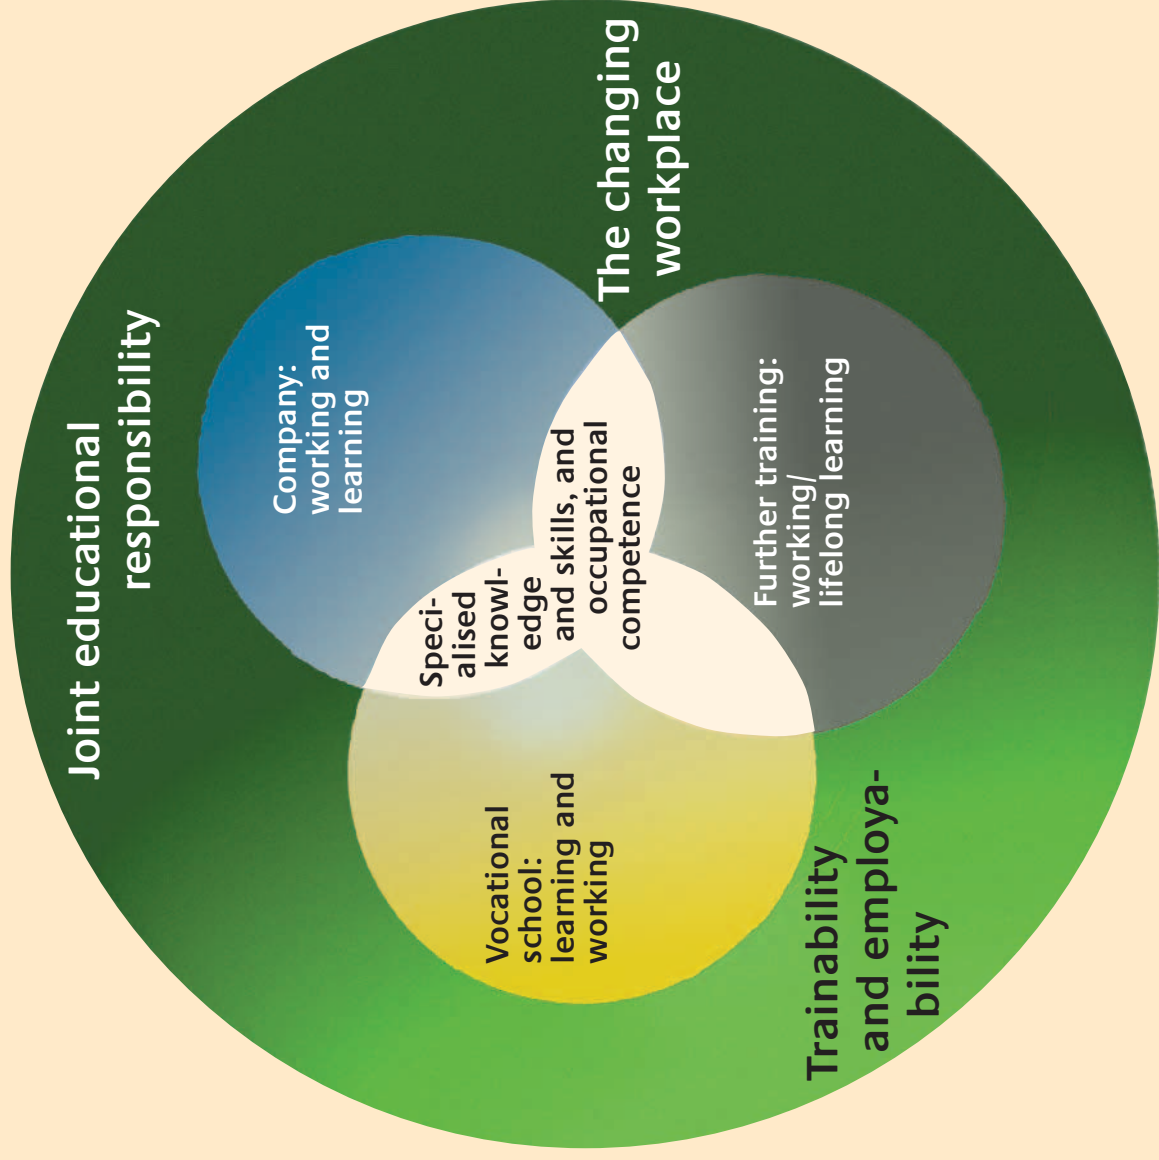 Joint educational
responsibility
Company:
working and
learning
Vocational
school:
learning and
working
Speci-
alised
knowl-
edge
and skills, and
occupational
competence
The changing
workplace
Further training:
working/
lifelong learning
Trainability
and employa-
bility